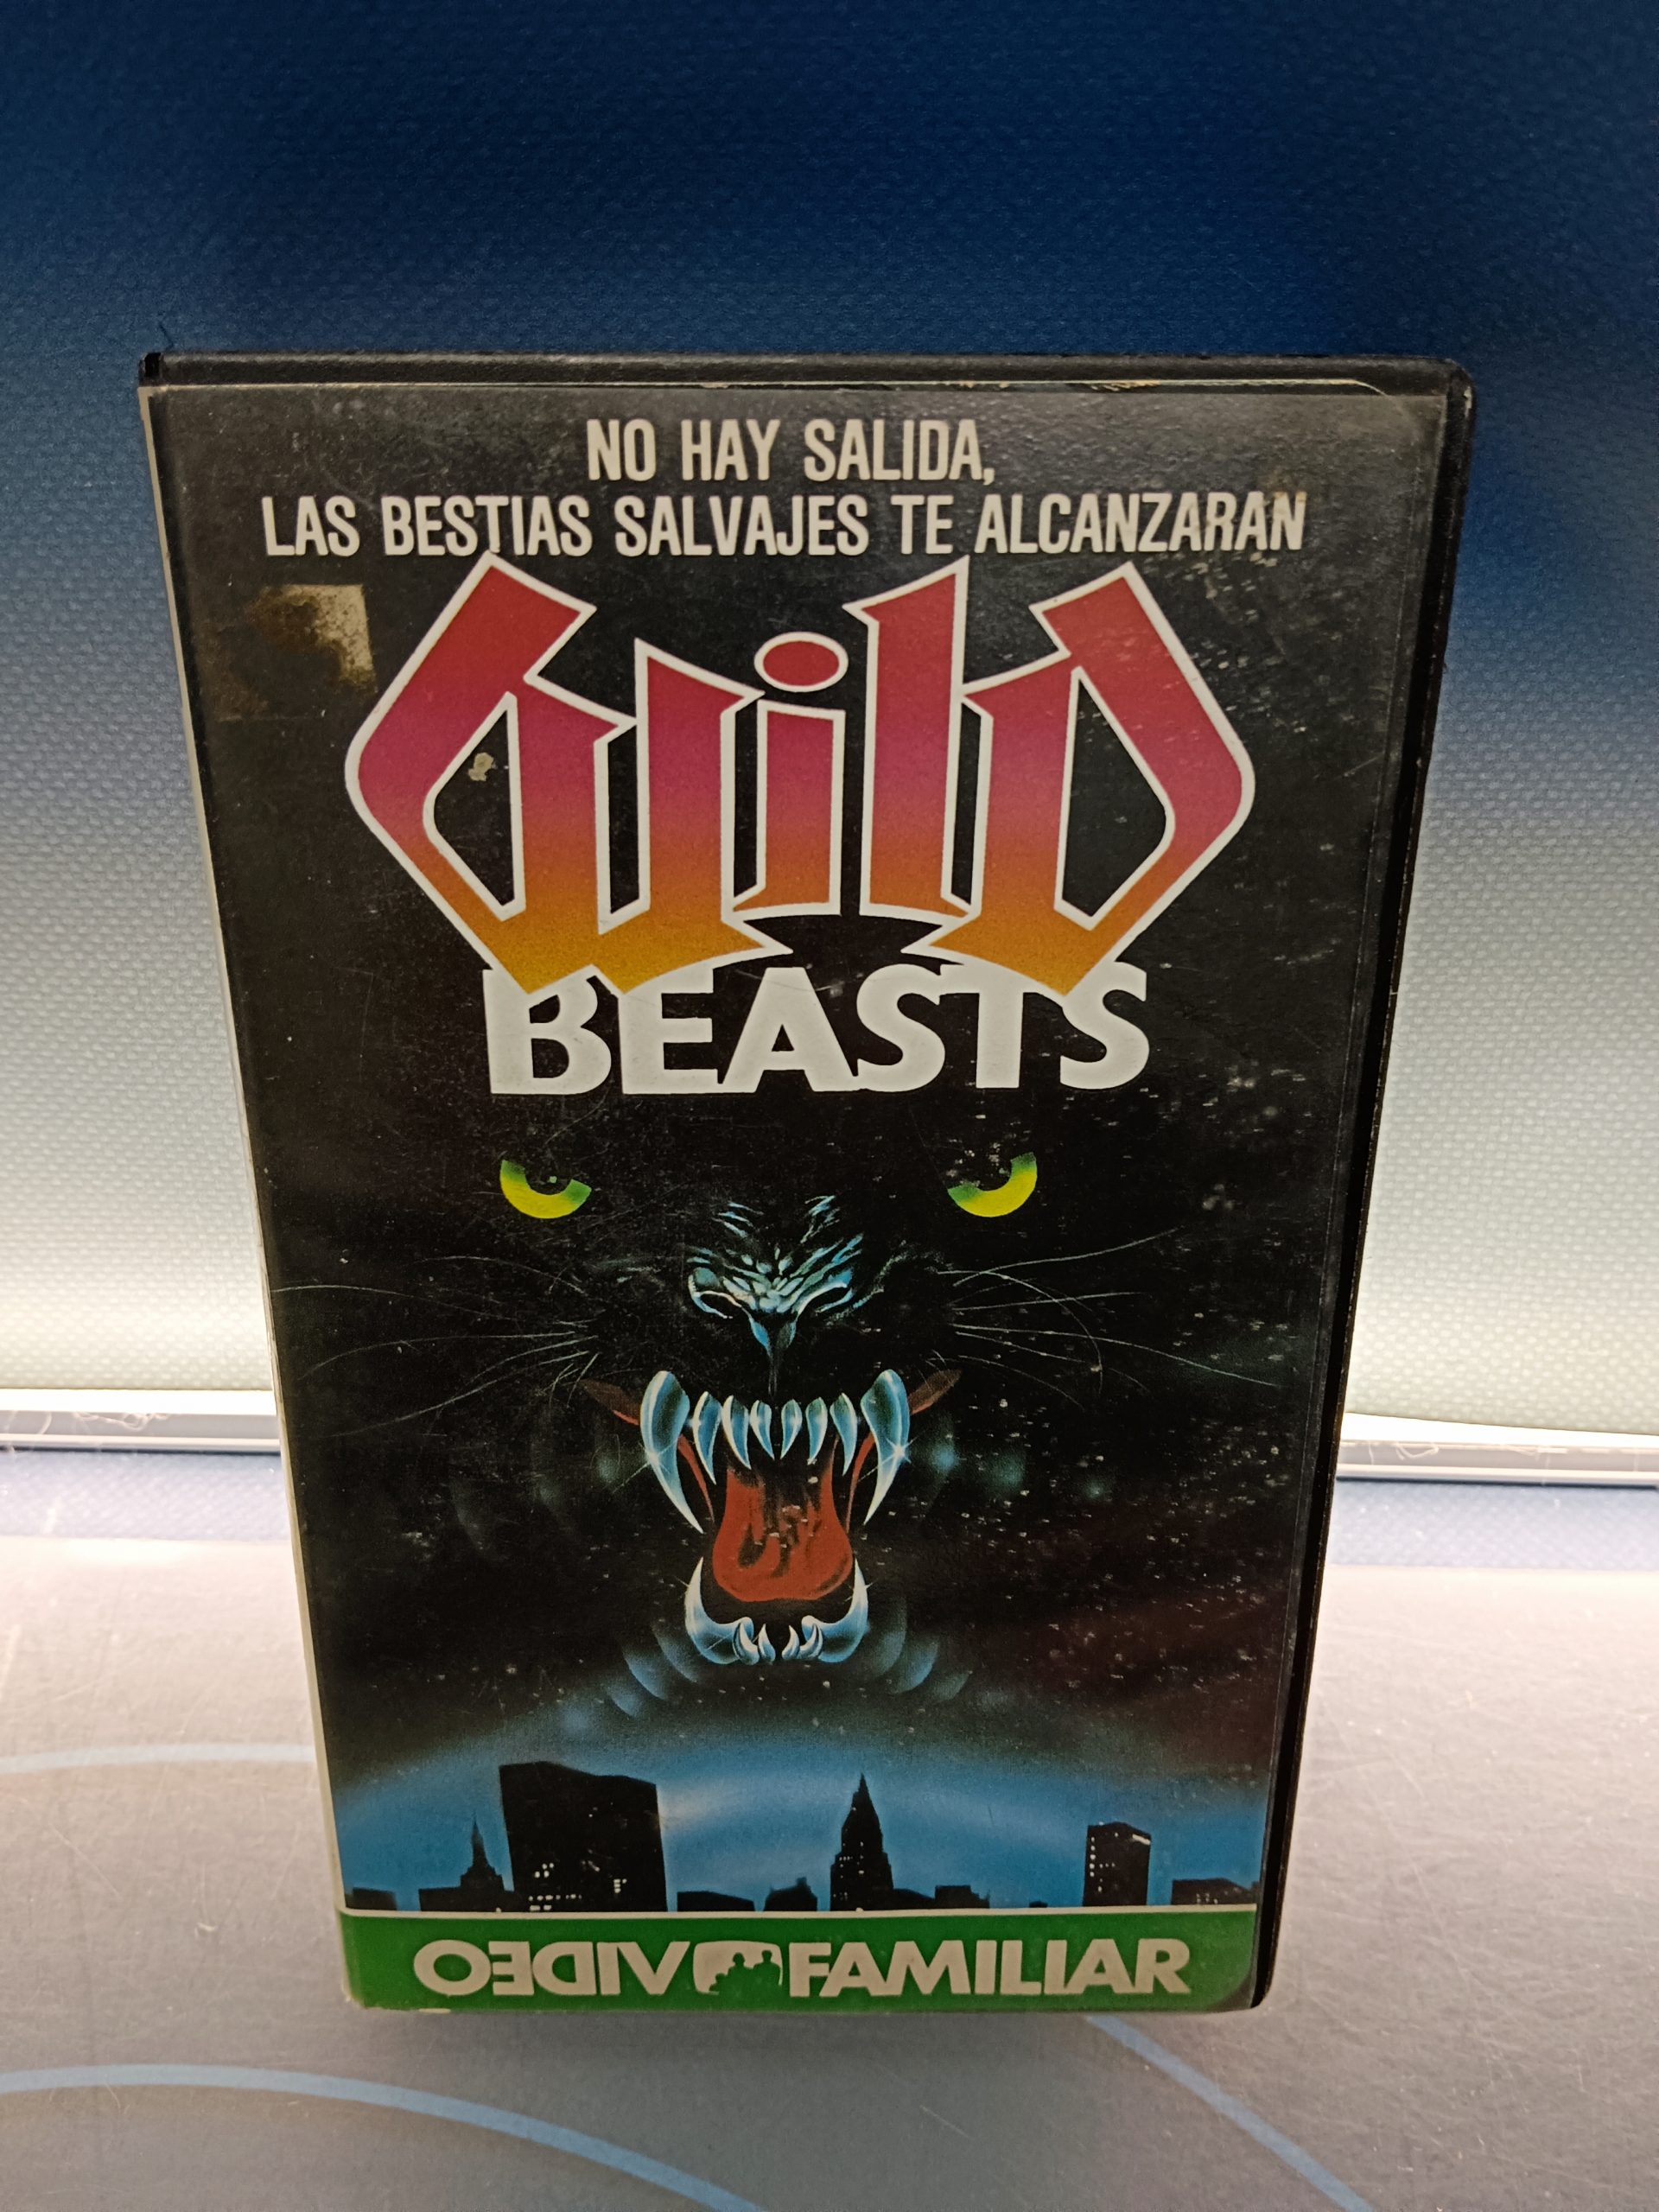 NO HAY SALIDA,
LAS BESTIAS SALVAJES TE ALCANZARAN
WilD
BEASTS
VIDEO FAMILIAR